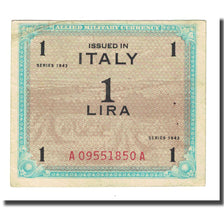 ALLIED MILITARY CURRENCY
1 ISSUED IN 1
SERIES 1943 ITALY
1
LIRA SERIES 1943
A 09551850 A
1 1